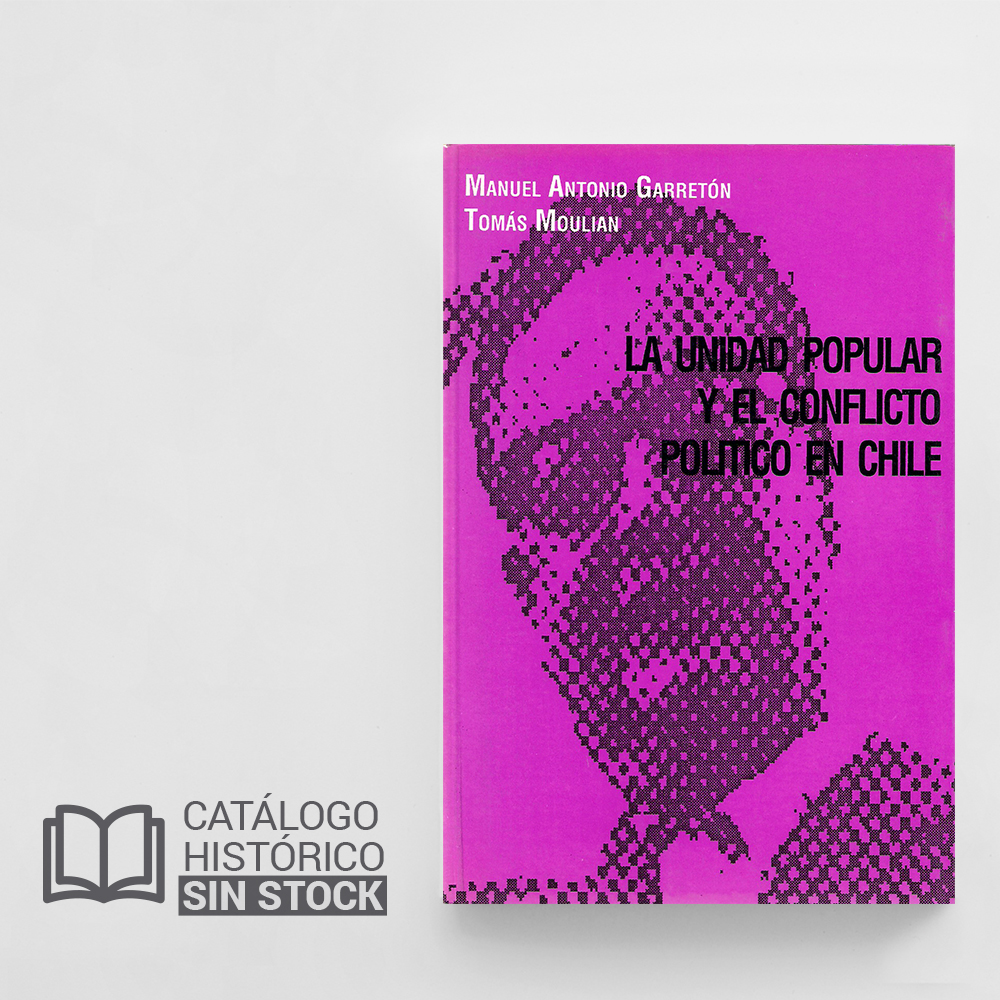 Manuel Antonio Garretón
Tomás Moulian
LA UNIDAD POPULAR
Y EL CONFLICTO
POLITICO EN CHILE
CATÁLOGO
HISTÓRICO
SIN STOCK